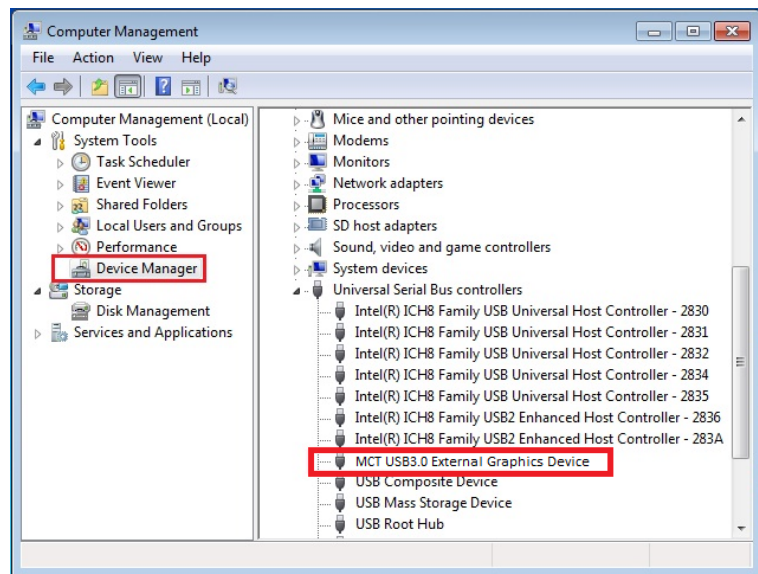 Computer Management
File Action View Help
Computer Management (Local)
System Tools
Task Scheduler
Event Viewer
Shared Folders
Local Users and Groups
Performance
Device Manager
Storage
Disk Management
Services and Applications
Mice and other pointing devices
Modems
Monitors
Network adapters
Processors
SD host adapters
Sound, video and game controllers
System devices
Universal Serial Bus controllers
Intel(R) ICH8 Family USB Universal Host Controller - 2830
Intel(R) ICH8 Family USB Universal Host Controller - 2831
Intel(R) ICH8 Family USB Universal Host Controller - 2832
Intel(R) ICH8 Family USB Universal Host Controller - 2834
Intel(R) ICH8 Family USB Universal Host Controller - 2835
Intel(R) ICH8 Family USB2 Enhanced Host Controller - 2836
Intel(R) ICH8 Family USB2 Enhanced Host Controller - 283A
MCT USB3.0 External Graphics Device
USB Composite Device
USB Mass Storage Device
USB Root Hub